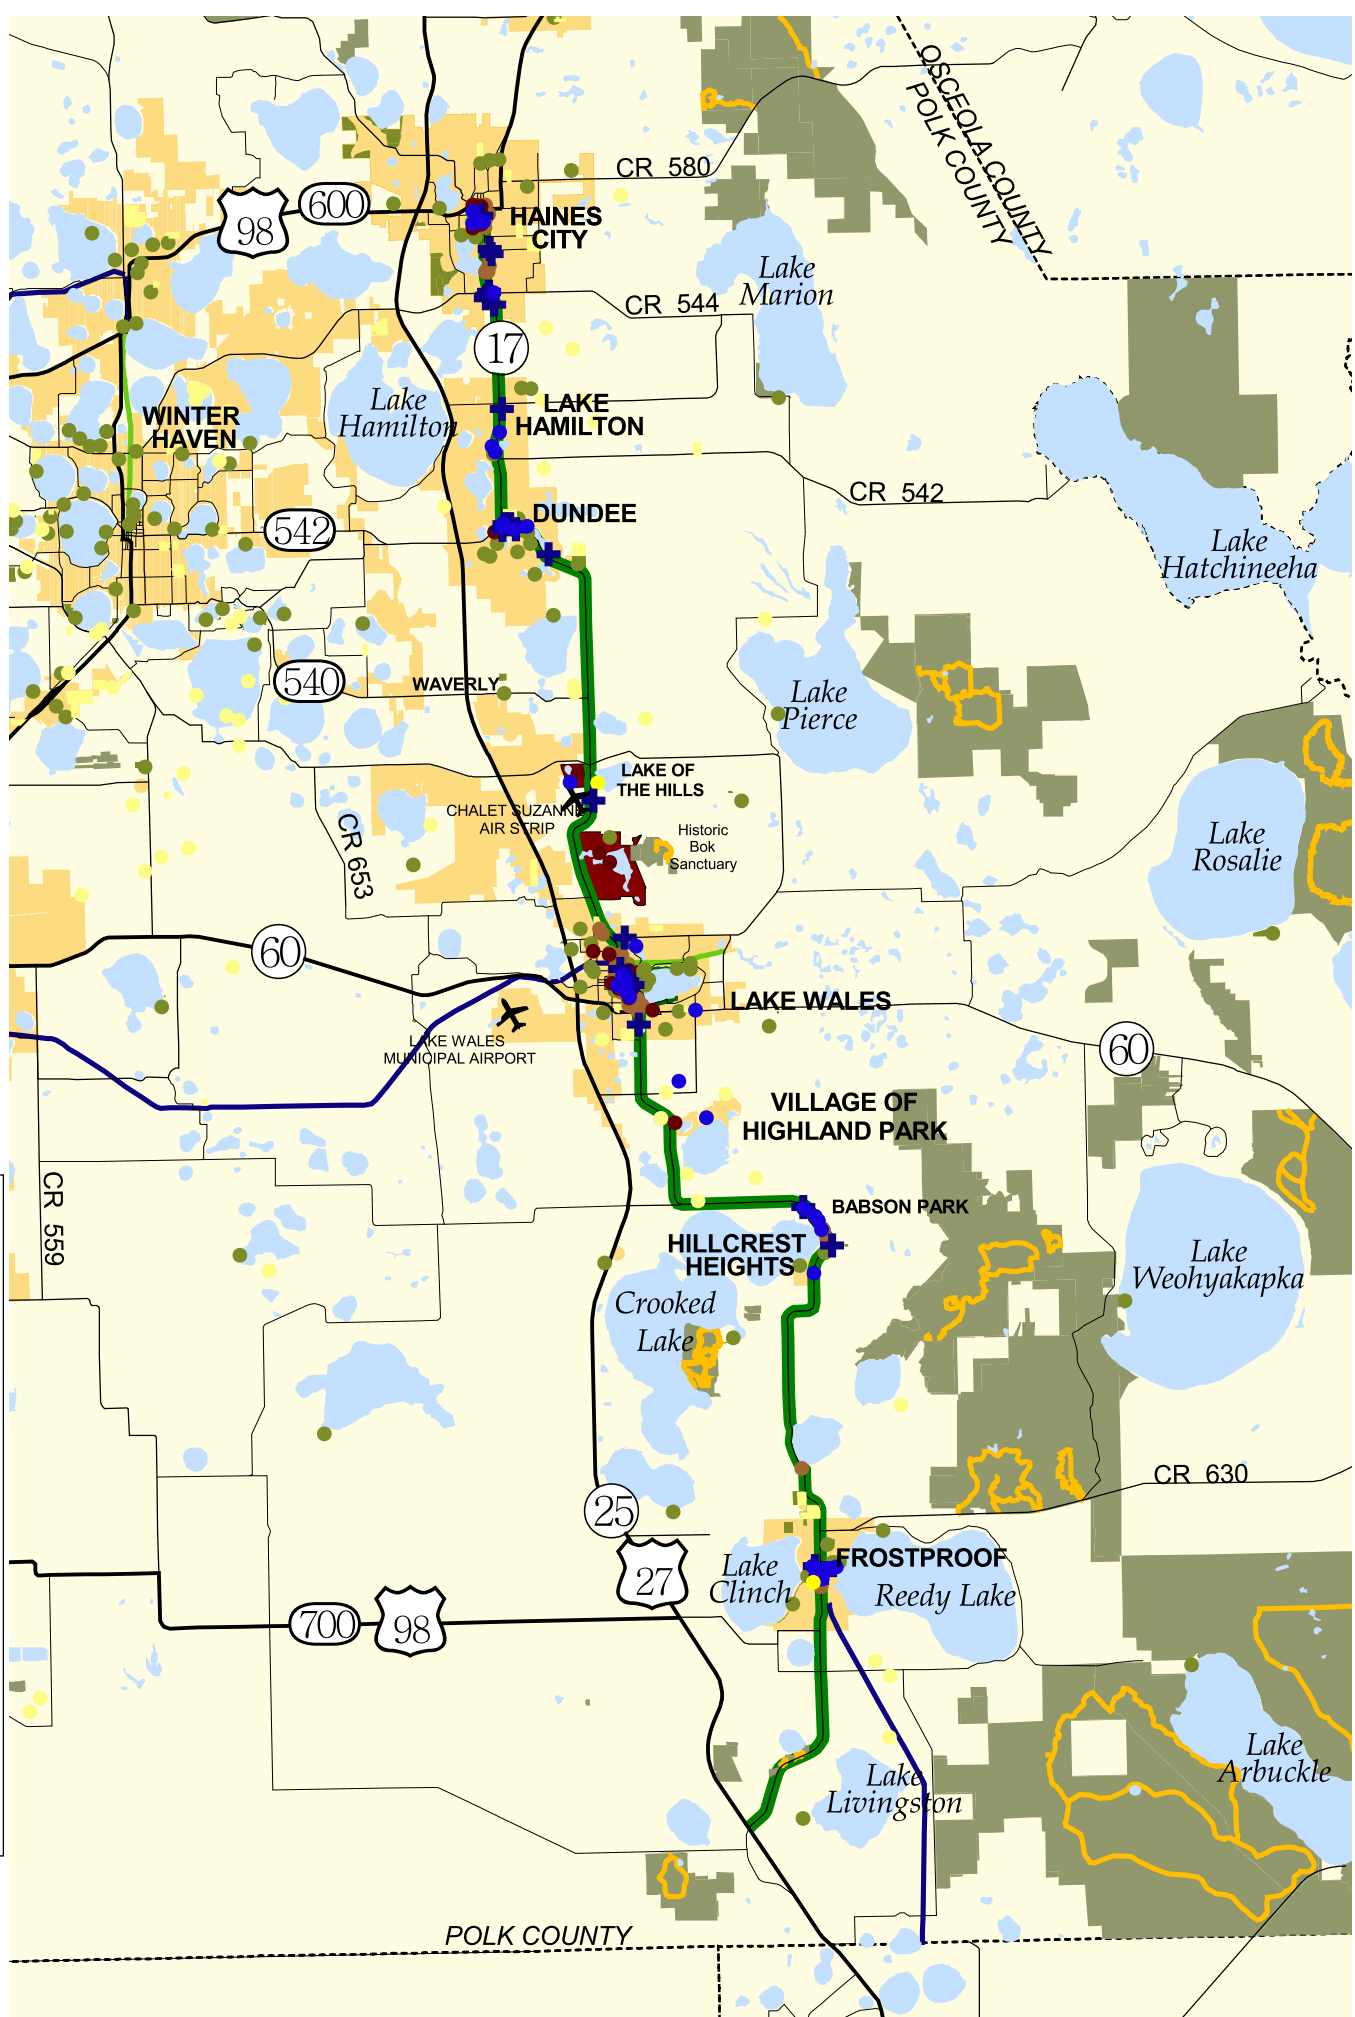 OSCEOLA COUNTY
POLK COUNTY
CR 580
600
98
HAINES
CITY
Lake
Marion
CR 544
17
Lake
Hamilton
LAKE
HAMILTON
WINTER
HAVEN
CR 542
DUNDEE
542
Lake
Hatchineeha
540
WAVERLY
Lake
Pierce
LAKE OF
THE HILLS
CHALET SUZANNE
AIR STRIP
CR 653
Historic
Bok
Sanctuary
Lake
Rosalie
60
LAKE WALES
60
LAKE WALES
MUNICIPAL AIRPORT
VILLAGE OF
HIGHLAND PARK
CR 559
BABSON PARK
HILLCREST
HEIGHTS
Lake
Weohyakapka
Crooked
Lake
CR 630
25
27
FROSTPROOF
Lake
Clinch
Reedy Lake
700
98
Lake
Arbuckle
Lake
Livingston
POLK COUNTY